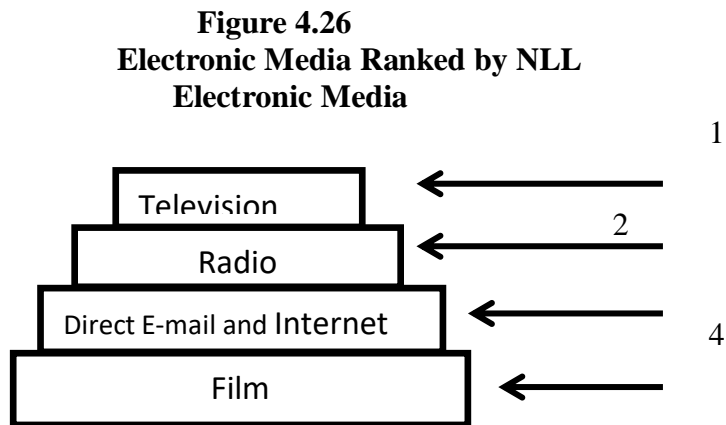 Figure 4.26
Electronic Media Ranked by NLL
Electronic Media
1
Television
2
Radio
Direct E-mail and Internet
4
Film